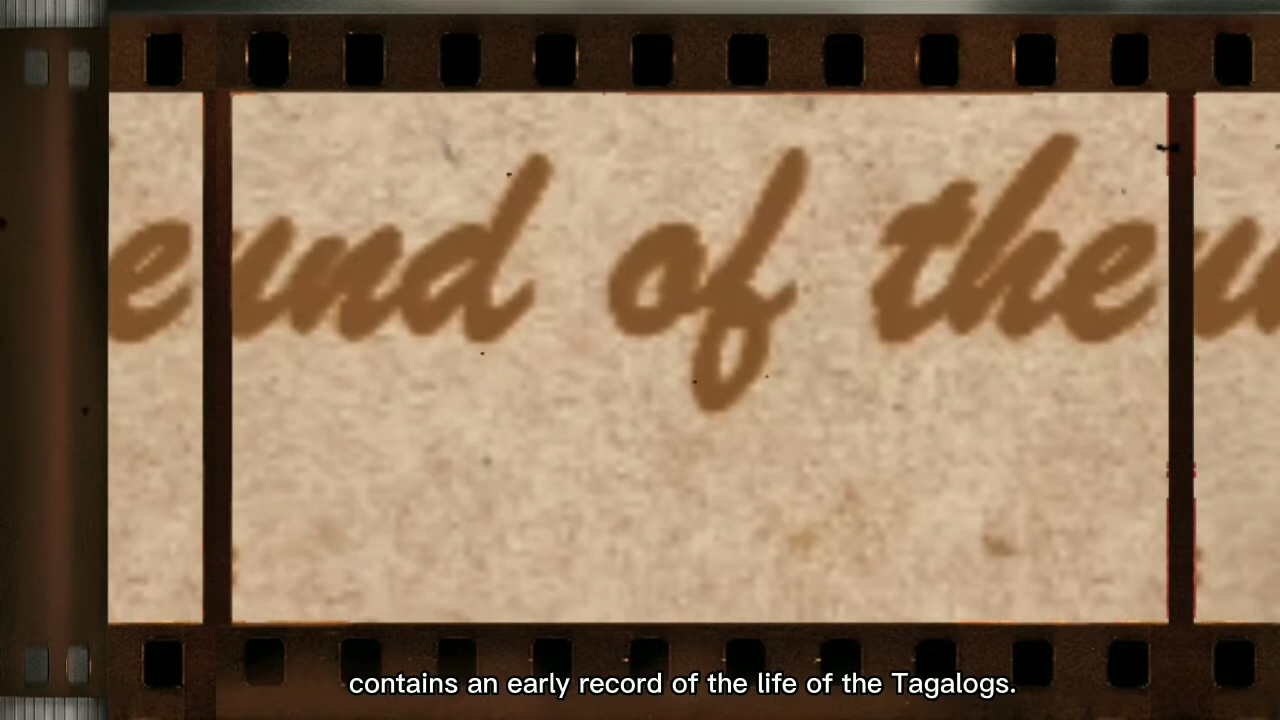 und of the
contains an early record of the life of the Tagalogs.